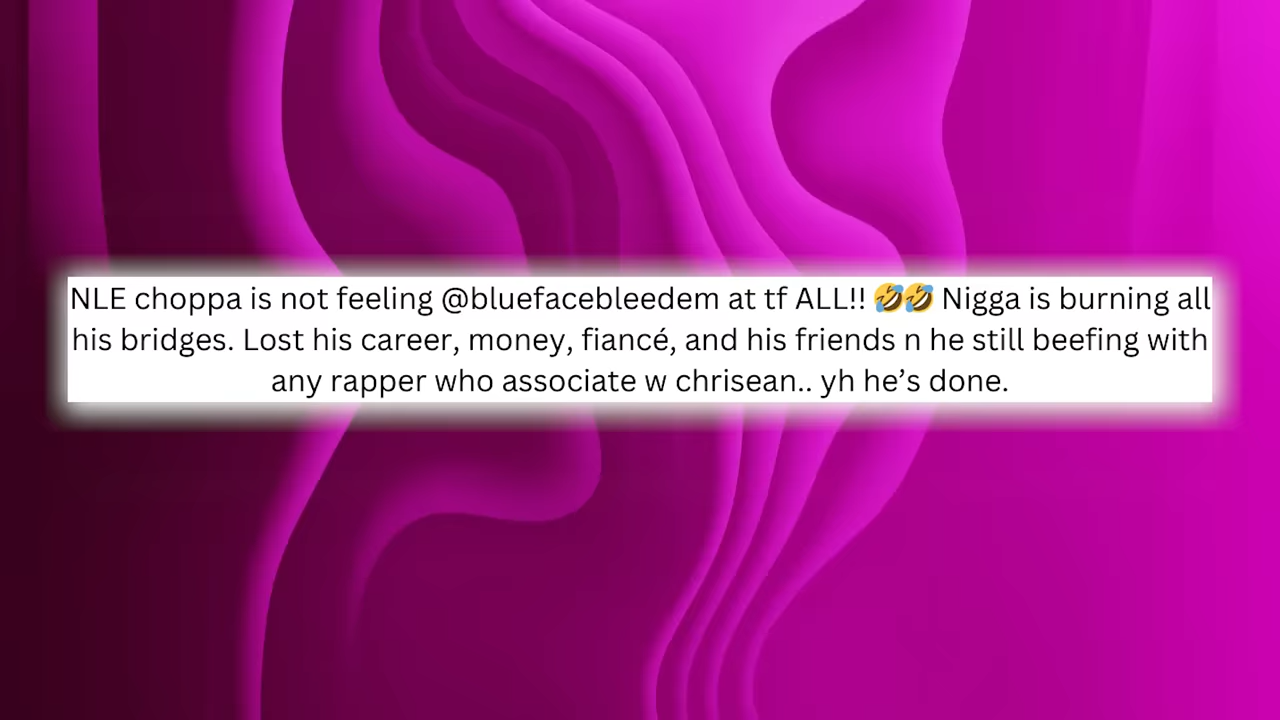 NLE choppa is not feeling @bluefacebleedem at tf ALL!! 🤣🤣 Nigga is burning all
his bridges. Lost his career, money, fiancé, and his friends n he still beefing with
any rapper who associate w chrisean.. yh he’s done.